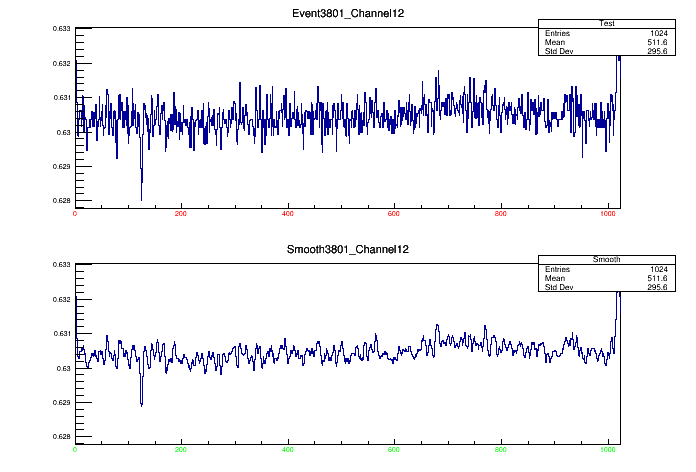 Event3801_Channel12
Test
Entries 1024
Mean 511.6
Std Dev 295.6
0.633
0.632
0.631
0.63
0.629
0.628
0 200 400 600 800 1000
Smooth3801_Channel12
Smooth
Entries 1024
Mean 511.6
Std Dev 295.6
0.633
0.632
0.631
0.63
0.629
0.628
0 200 400 600 800 1000